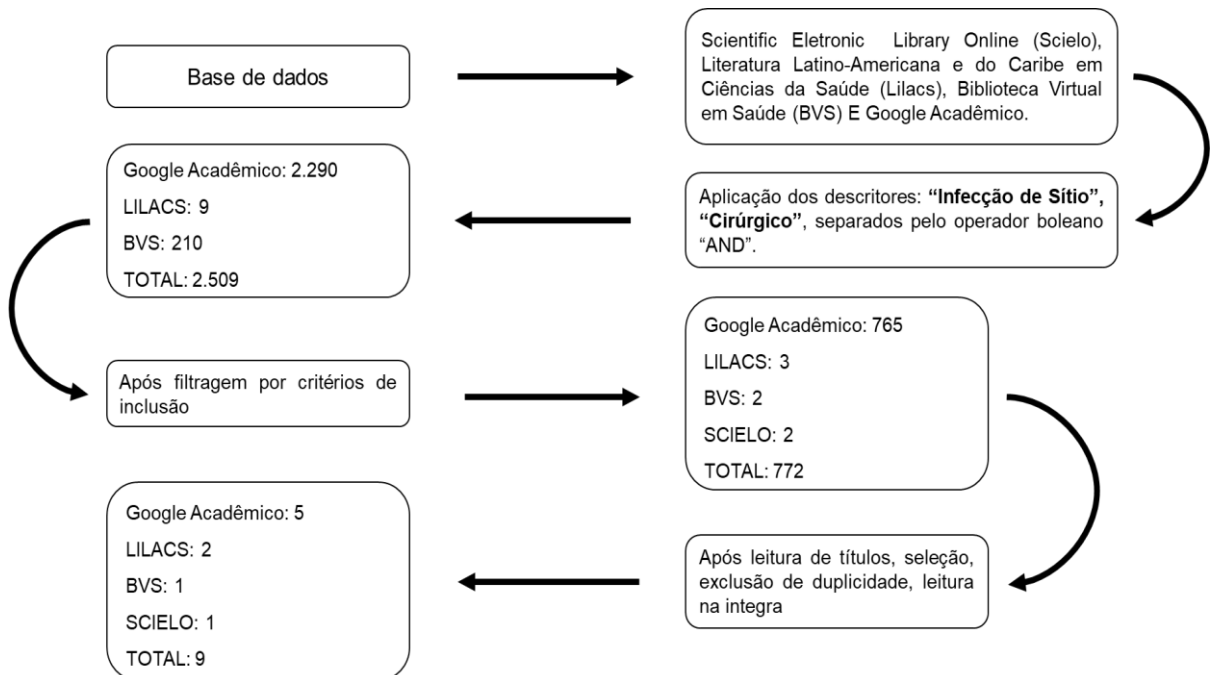 Base de dados
Scientific Eletronic Library Online (Scielo),
Literatura Latino-Americana e do Caribe em
Ciências da Saúde (Lilacs), Biblioteca Virtual
em Saúde (BVS) E Google Acadêmico.
Aplicação dos descritores: “Infecção de Sítio”,
“Cirúrgico”, separados pelo operador boleano
“AND”.
Google Acadêmico: 2.290
LILACS: 9
BVS: 210
TOTAL: 2.509
Após filtragem por critérios de
inclusão
Google Acadêmico: 765
LILACS: 3
BVS: 2
SCIELO: 2
TOTAL: 772
Após leitura de títulos, seleção,
exclusão de duplicidade, leitura
na integra
Google Acadêmico: 5
LILACS: 2
BVS: 1
SCIELO: 1
TOTAL: 9